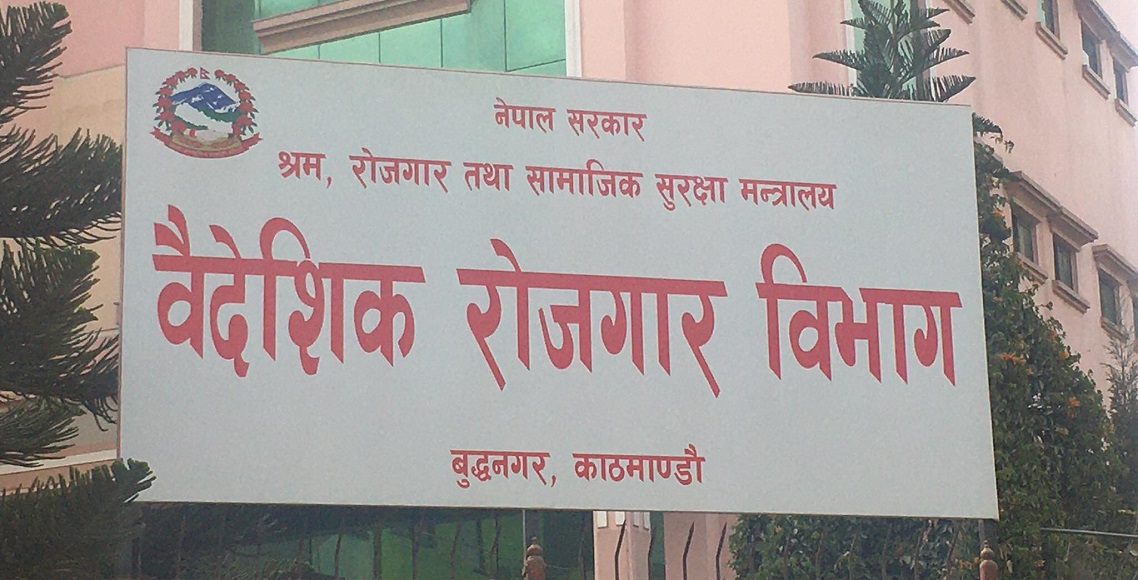 नेपाल सरकार
श्रम, रोजगार तथा सामाजिक सुरक्षा मन्त्रालय
वैदेशिक रोजगार विभाग
बुद्धनगर, काठमाण्डौ